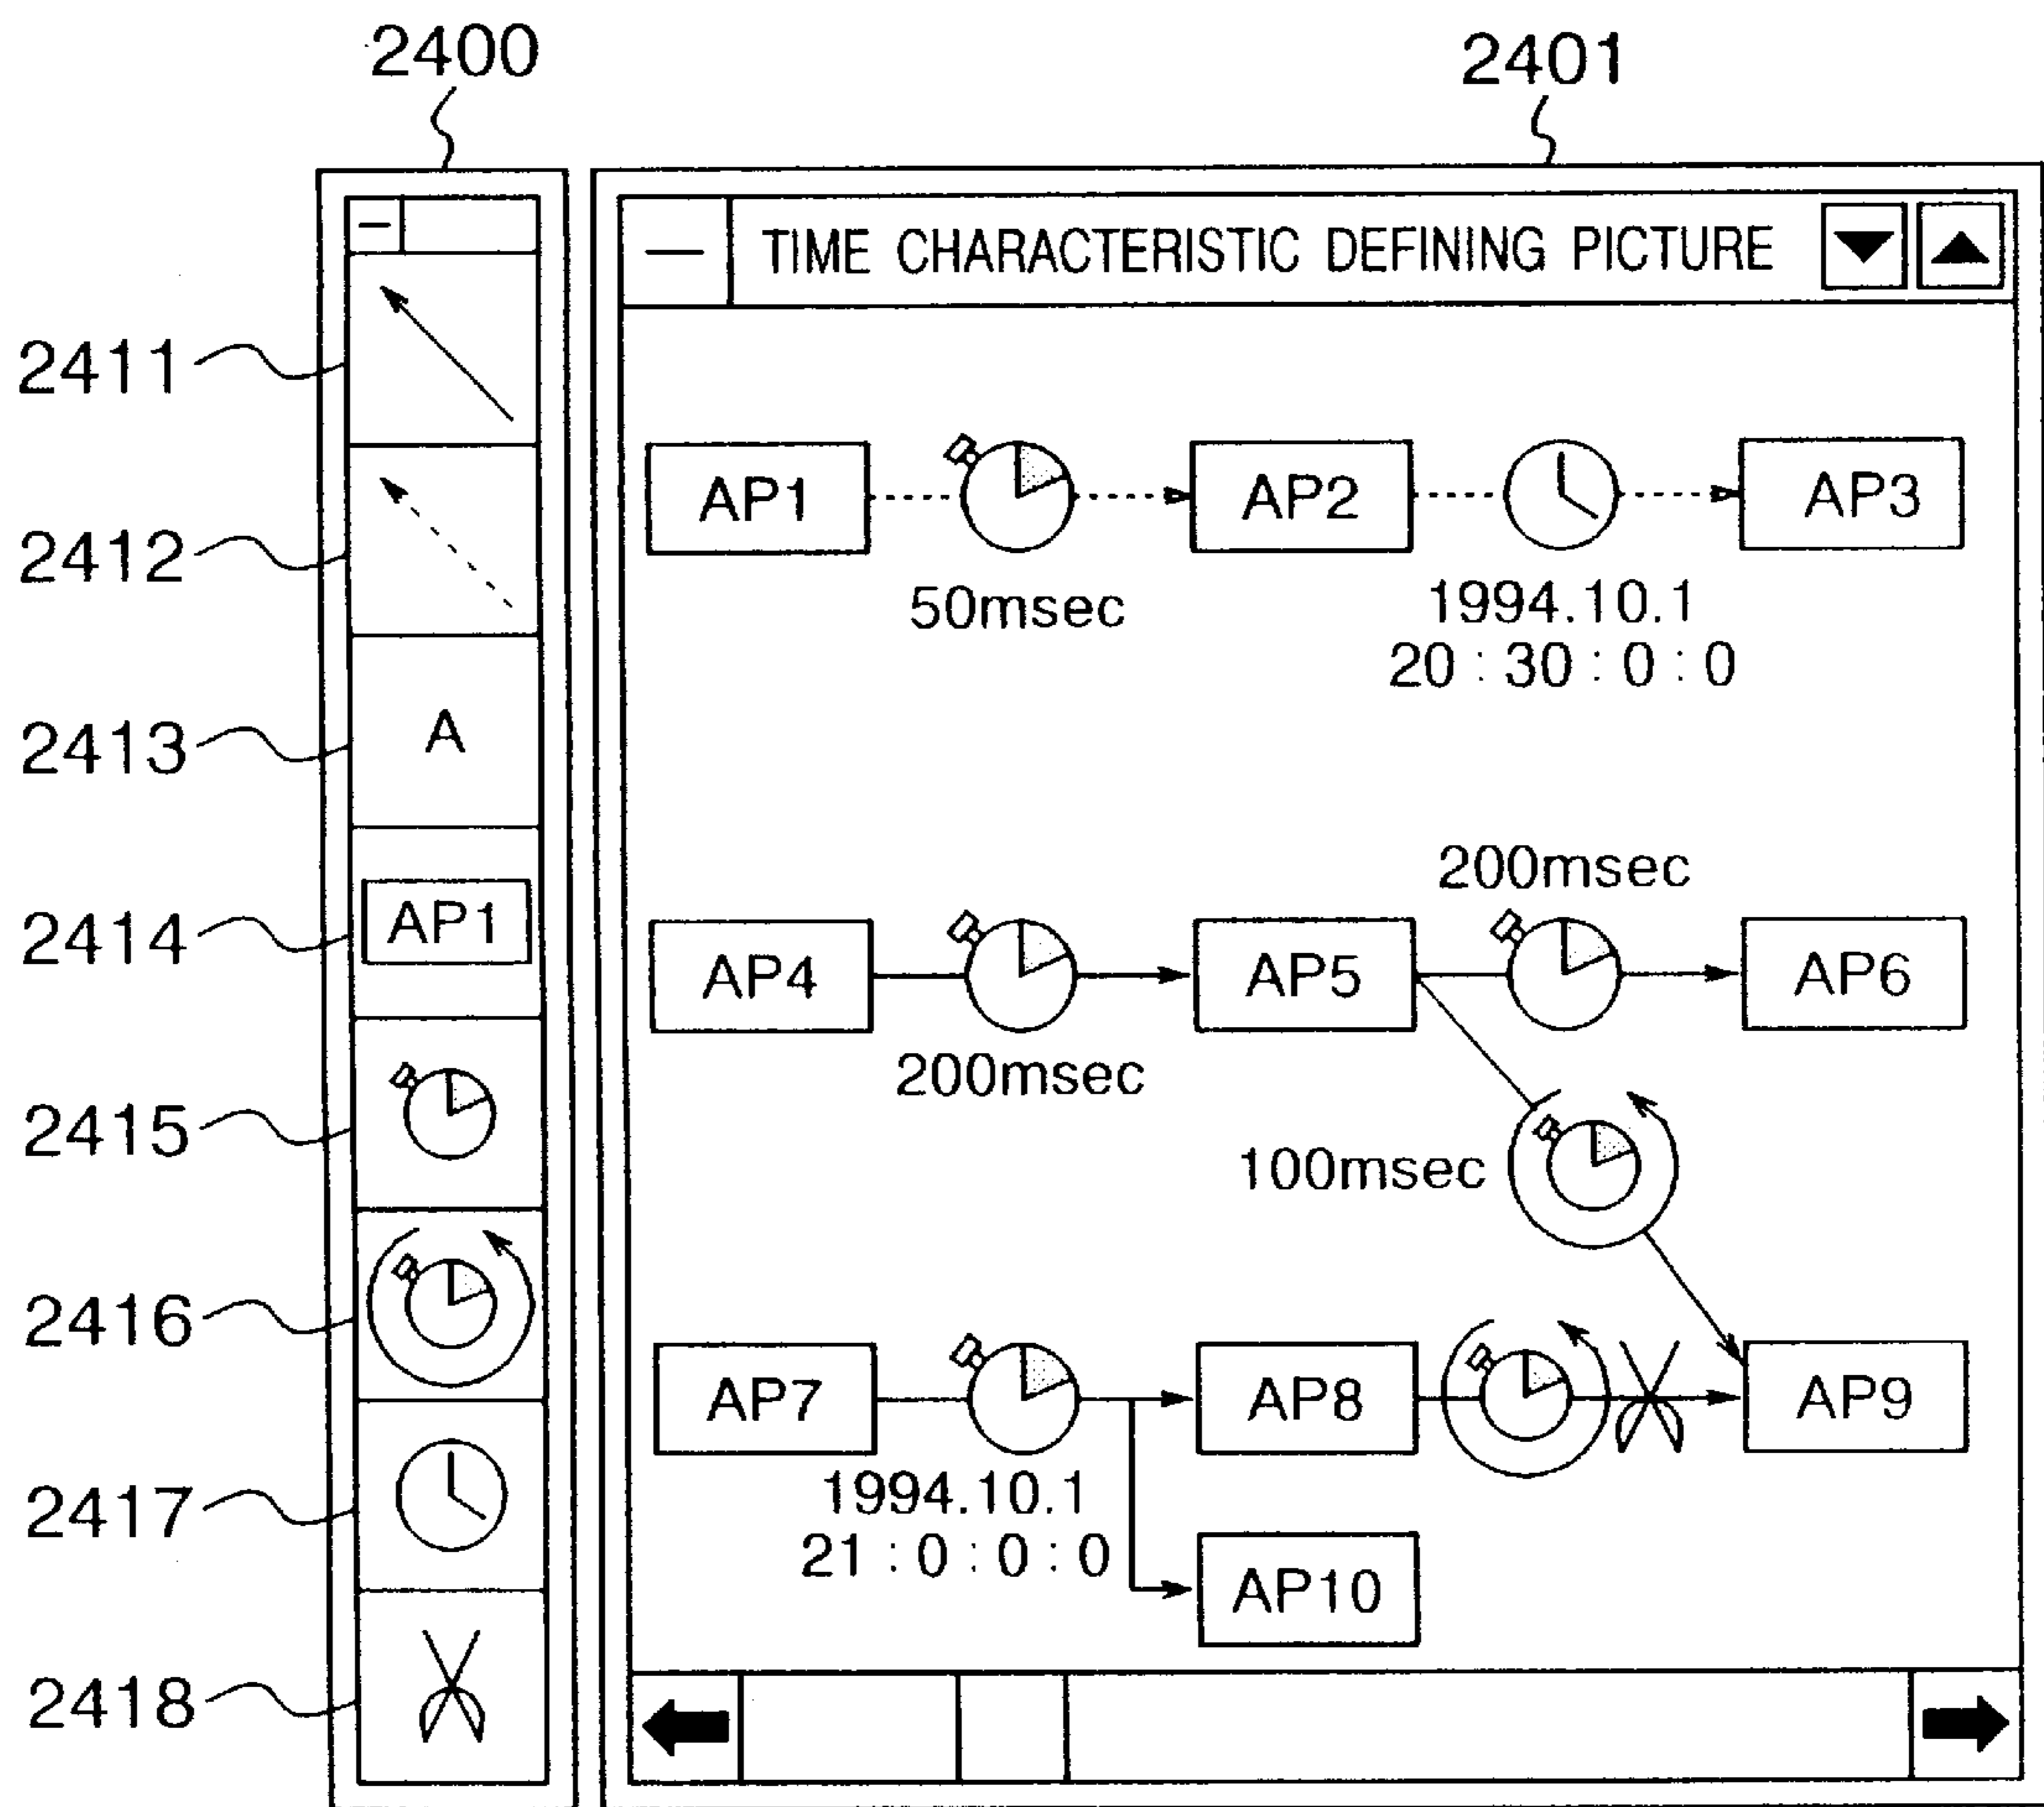 2400
2401
TIME CHARACTERISTIC DEFINING PICTURE
2411
2412
2413
A
2414
AP1
2415
2416
2417
2418
AP1
AP2
AP3
50msec
1994.10.1
20 : 30 : 0 : 0
200msec
AP4
AP5
AP6
200msec
100msec
AP7
AP8
AP9
1994.10.1
21 : 0 : 0 : 0
AP10